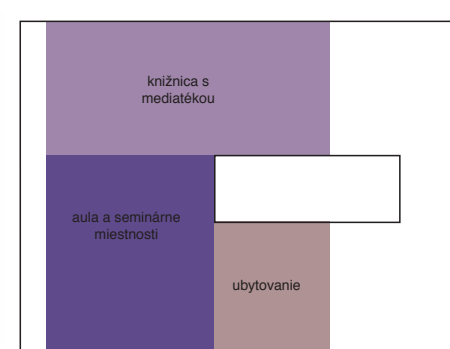 knižnica s
mediatékou
aula a seminárne
miestnosti
ubytovanie